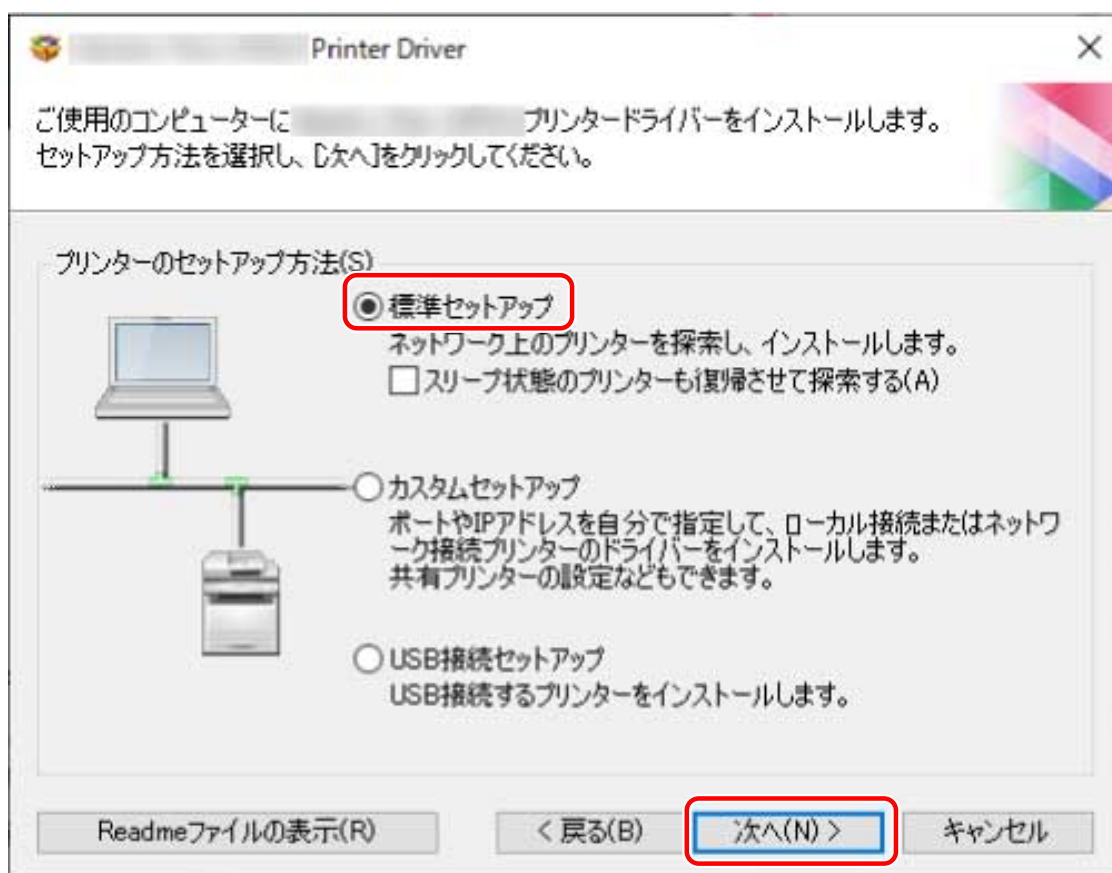 Printer Driver
ご使用のコンピューターに プリンタードライバーをインストールします。
セットアップ方法を選択し、[次へ]をクリックしてください。
プリンターのセットアップ方法(S)
標準セットアップ
ネットワーク上のプリンターを探索し、インストールします。
スリープ状態のプリンターも復帰させて探索する(A)
カスタムセットアップ
ポートやIPアドレスを自分で指定して、ローカル接続またはネットワ
ーク接続プリンターのドライバーをインストールします。
共有プリンターの設定などもできます。
USB接続セットアップ
USB接続するプリンターをインストールします。
Readmeファイルの表示(R)
< 戻る(B)
次へ(N) >
キャンセル